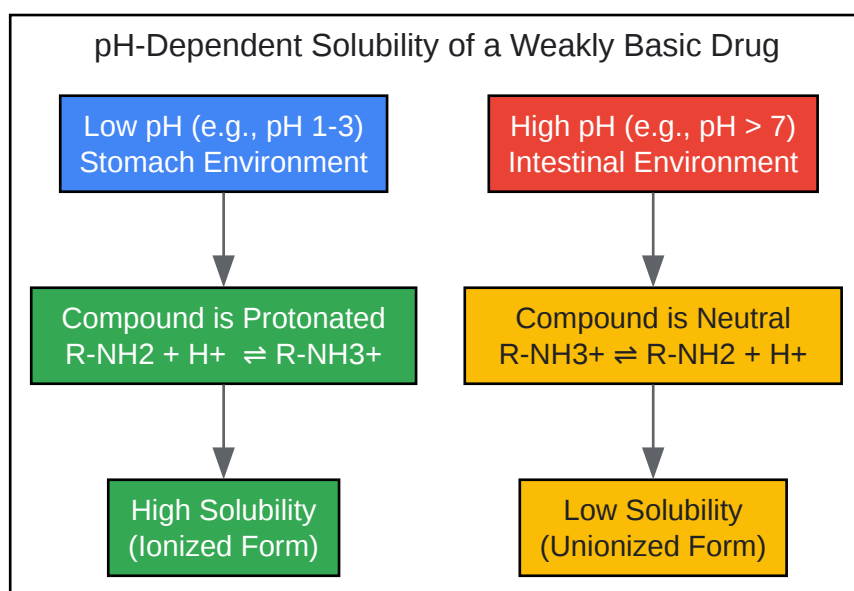 pH-Dependent Solubility of a Weakly Basic Drug
Low pH (e.g., pH 1-3)
Stomach Environment
High pH (e.g., pH > 7)
Intestinal Environment
Compound is Protonated
R-NH2 + H+ ⇌ R-NH3+
Compound is Neutral
R-NH3+ ⇌ R-NH2 + H+
High Solubility
(Ionized Form)
Low Solubility
(Unionized Form)